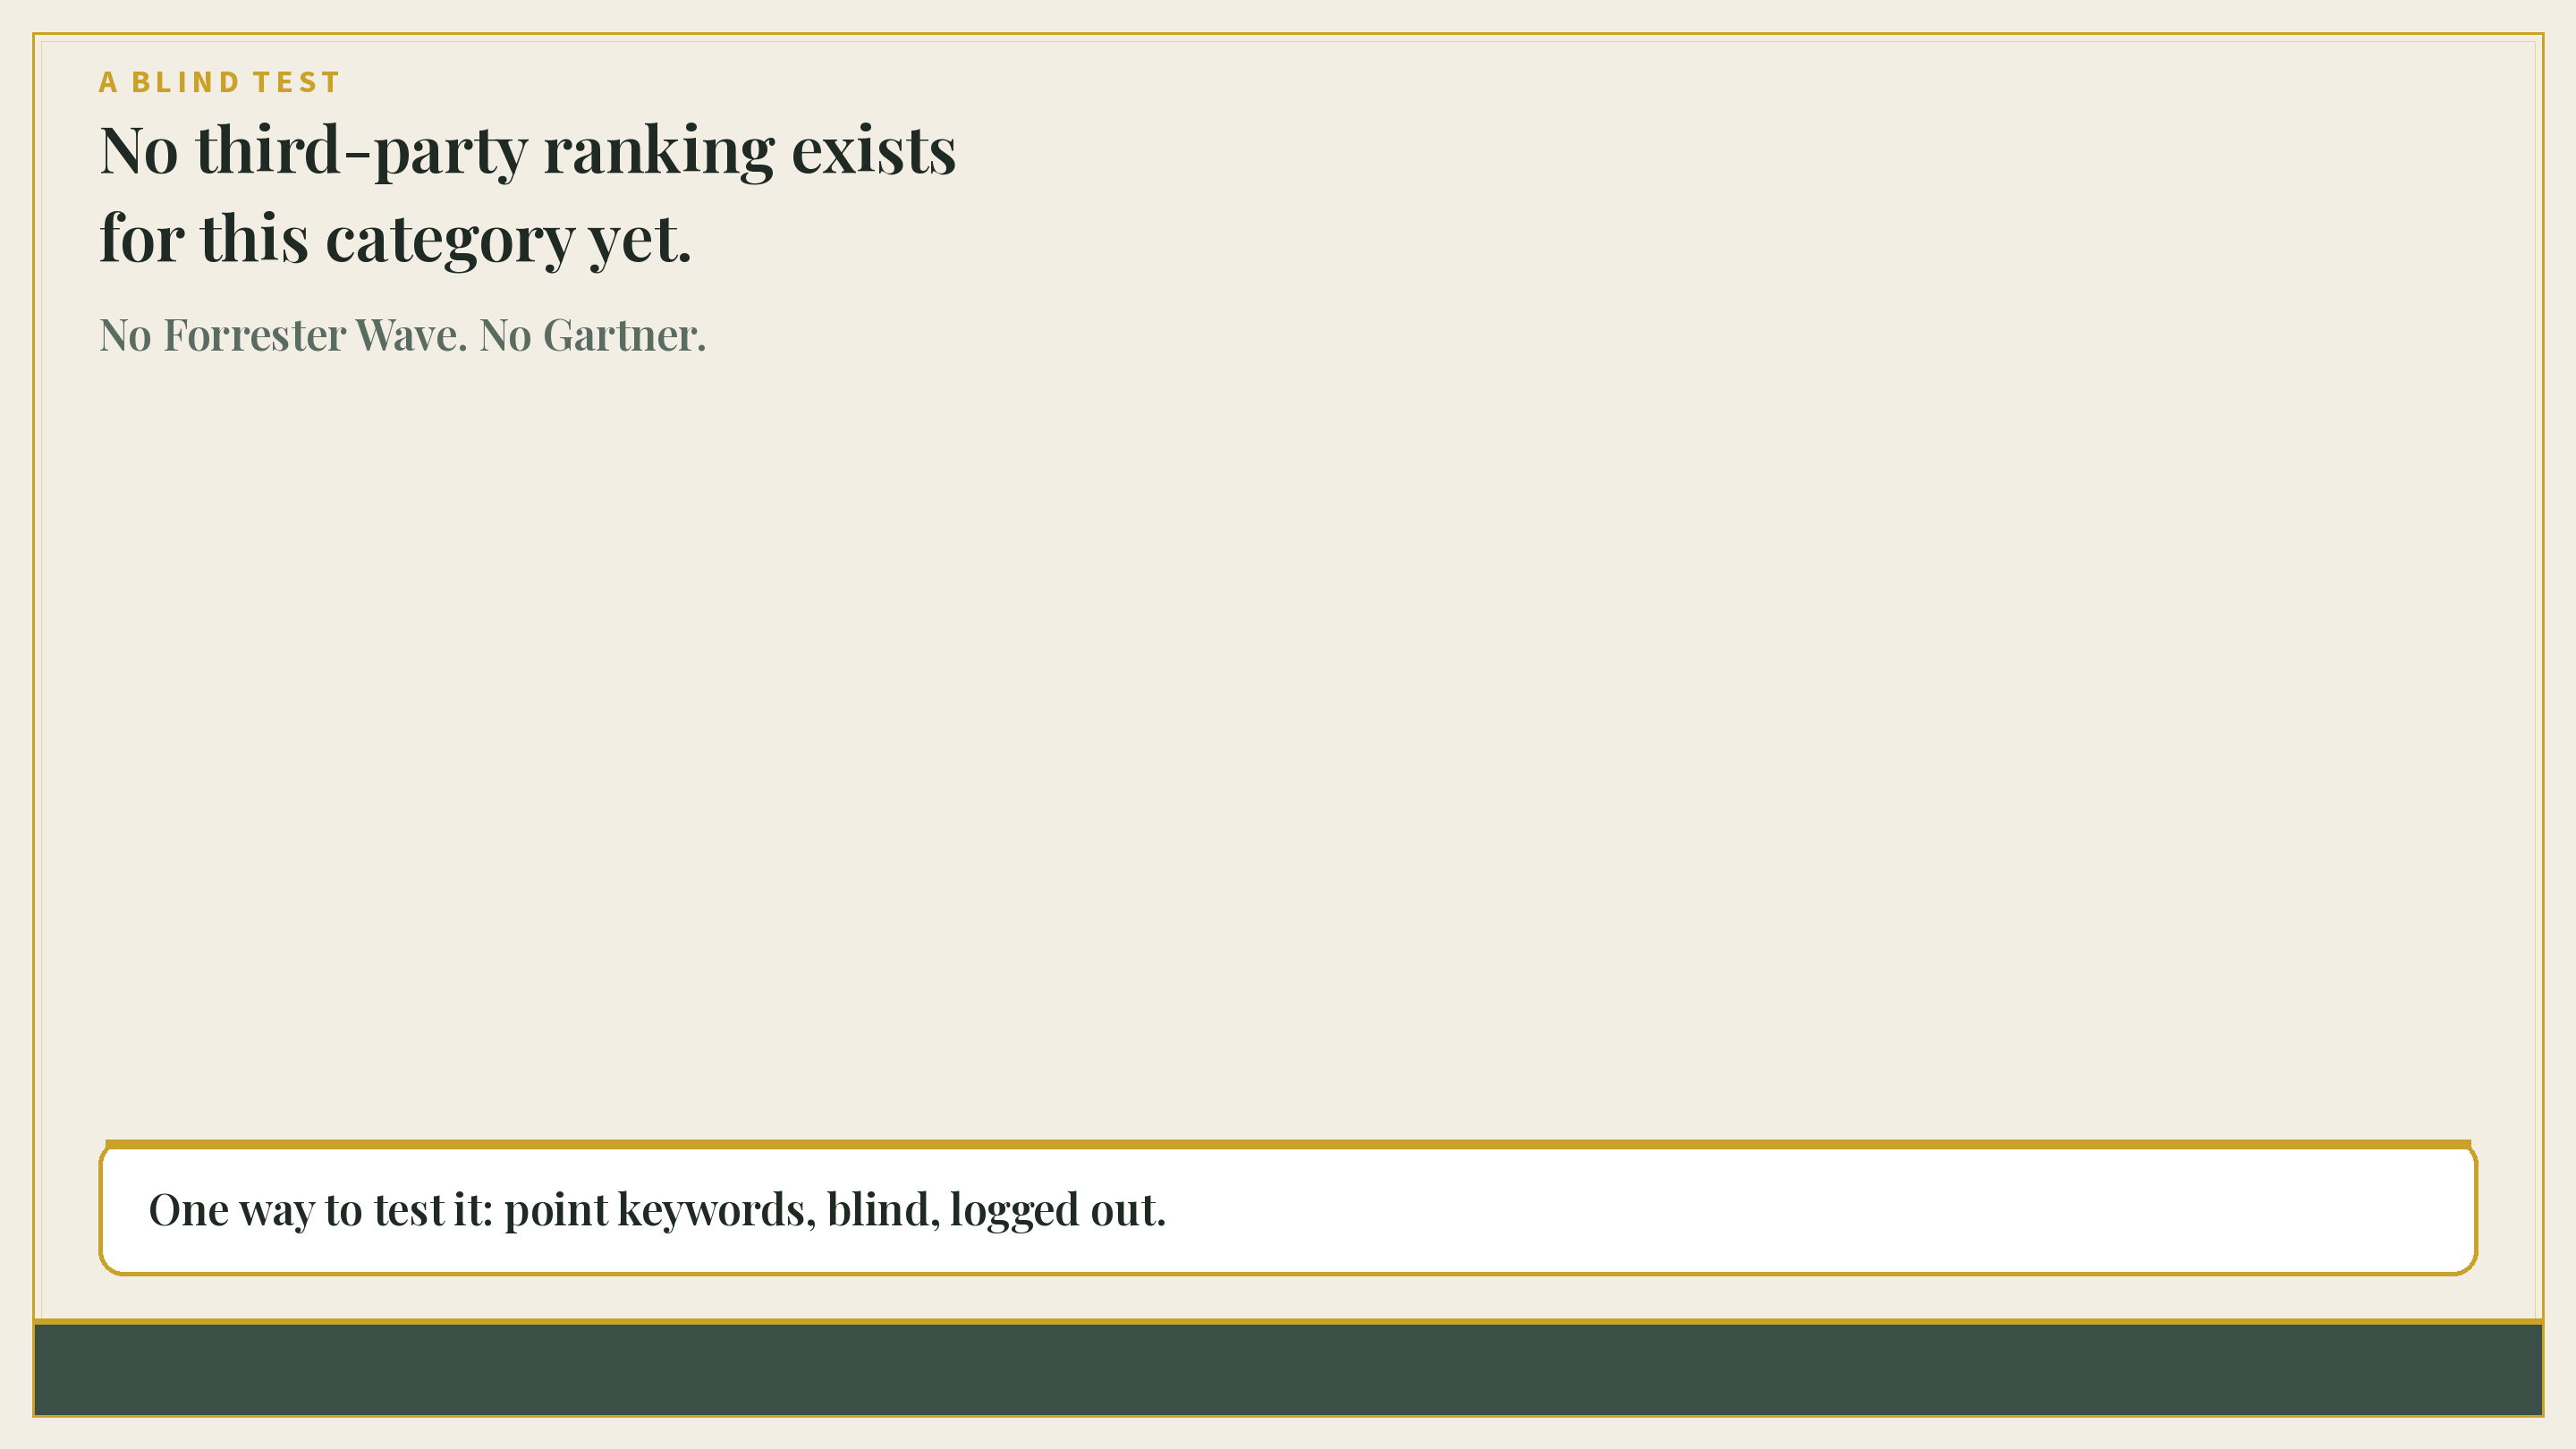 A BLIND TEST
No third-party ranking exists
for this category yet.
No Forrester Wave. No Gartner.
One way to test it: point keywords, blind, logged out.